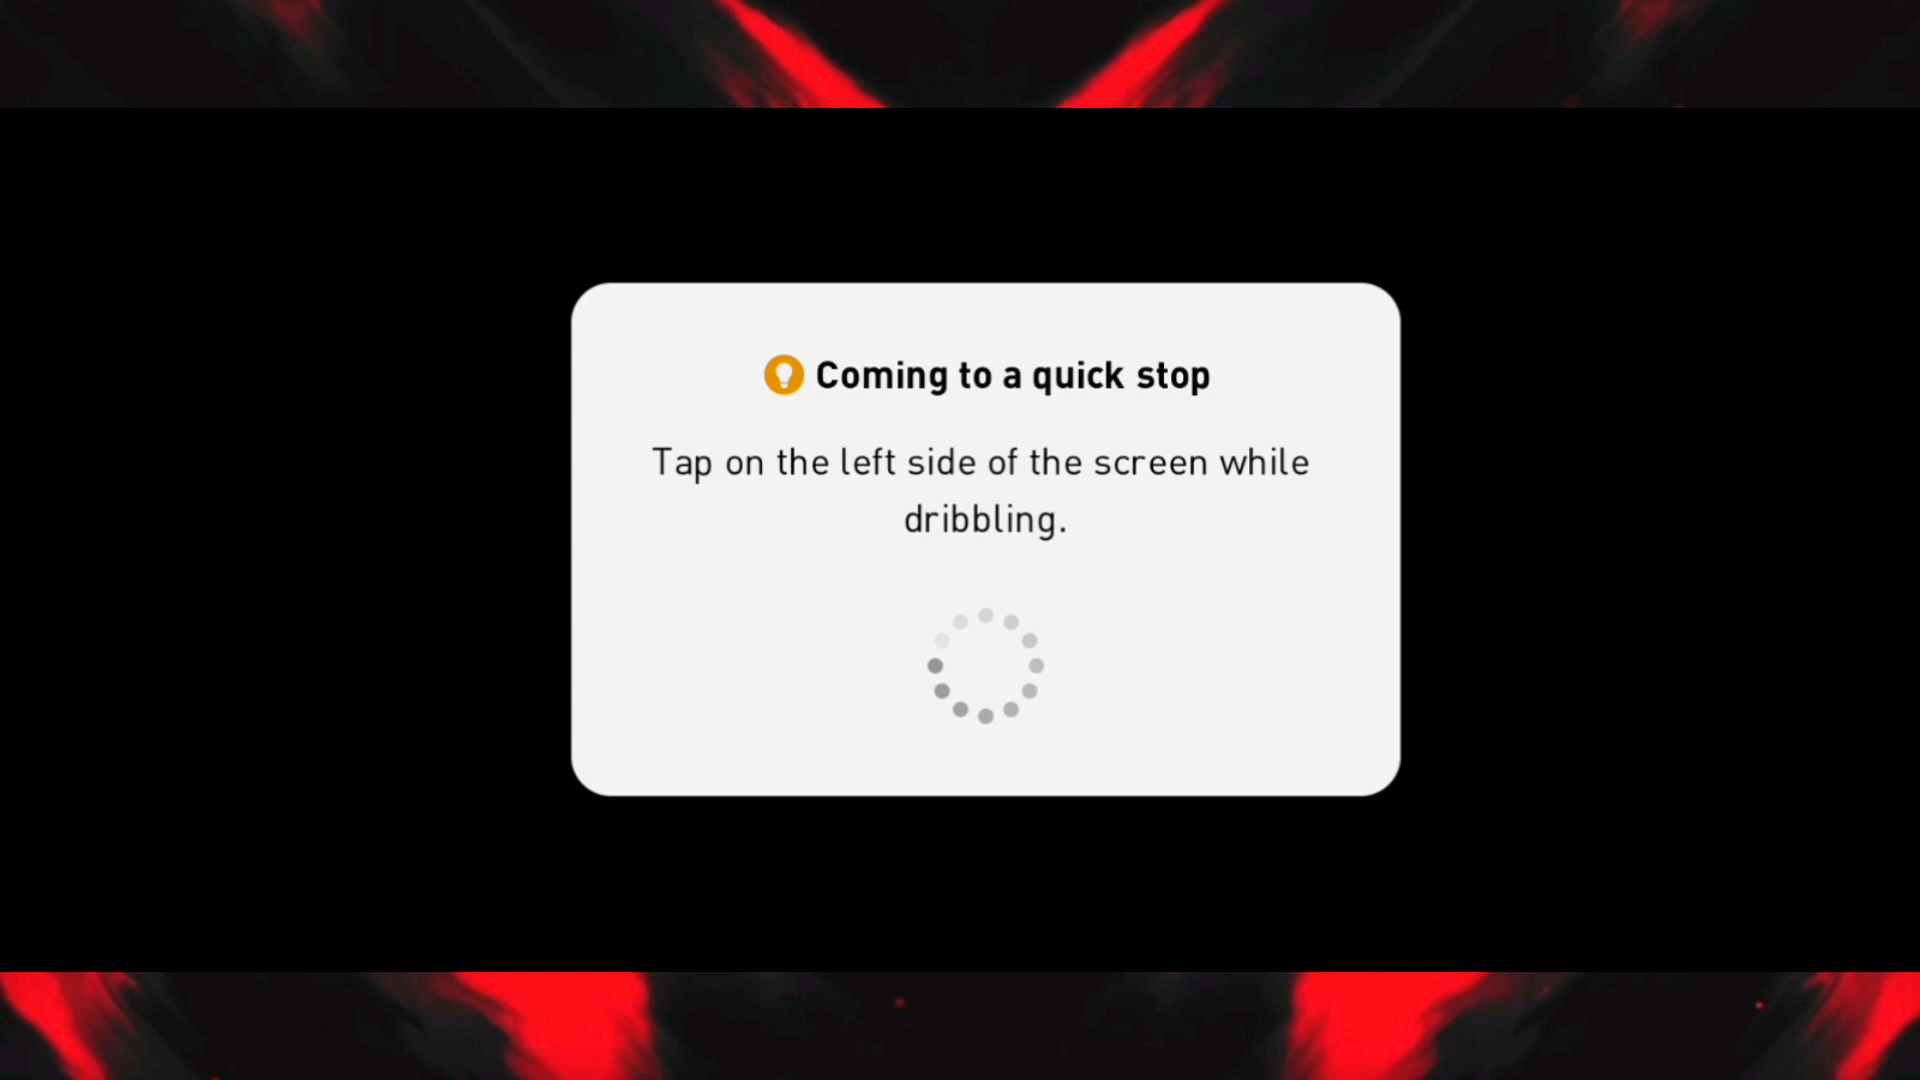 Coming to a quick stop
Tap on the left side of the screen while
dribbling.